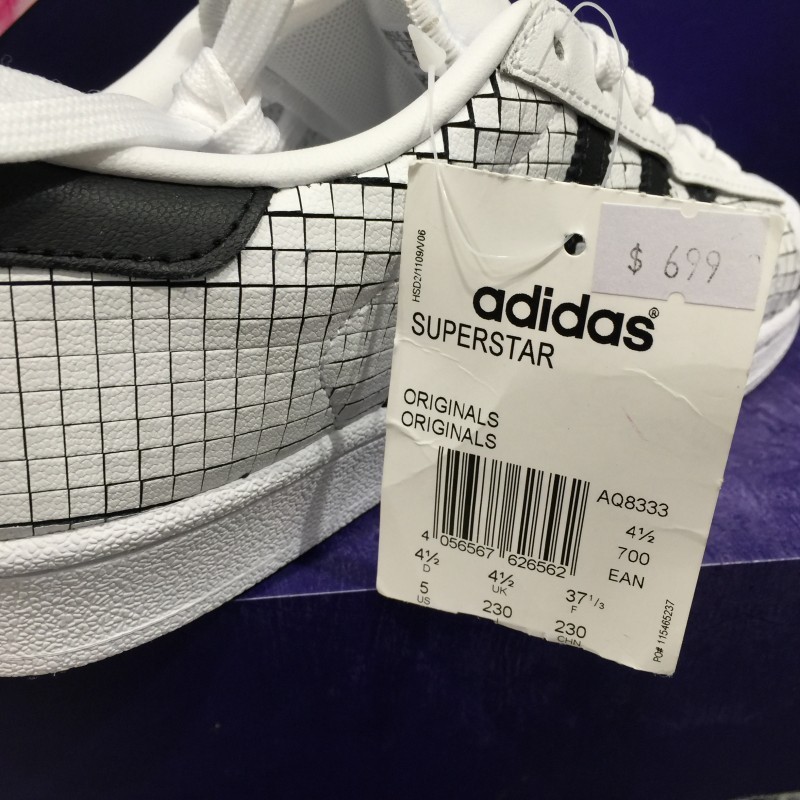 HSD2/1109/V06
$ 699
adidas®
SUPERSTAR
ORIGINALS
ORIGINALS
AQ8333
4½
700
EAN
4 056567 626562
4½ 4½ 37 1/3
D UK F
5 230 230
US J CHN
PO# 115465237